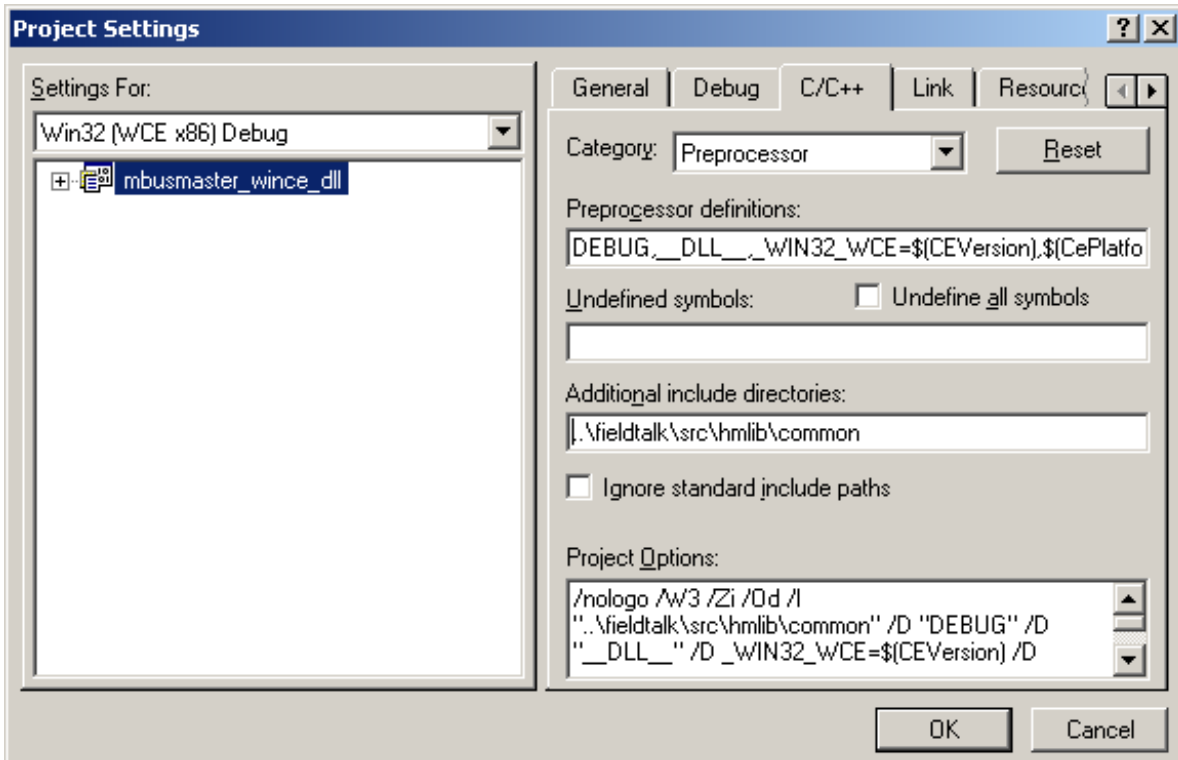 Project Settings
Settings For:
Win32 (WCE x86) Debug
mbusmaster_wince_dll
General Debug C/C++ Link Resourc
Category: Preprocessor Reset
Preprocessor definitions:
DEBUG,__DLL__,_WIN32_WCE=$(CEVersion),$(CePlatfo
Undefined symbols: Undefine all symbols
Additional include directories:
..\fieldtalk\src\hmlib\common
Ignore standard include paths
Project Options:
/nologo /W3 /Zi /Od /I
"..\fieldtalk\src\hmlib\common" /D "DEBUG" /D
"__DLL__" /D _WIN32_WCE=$(CEVersion) /D
OK Cancel